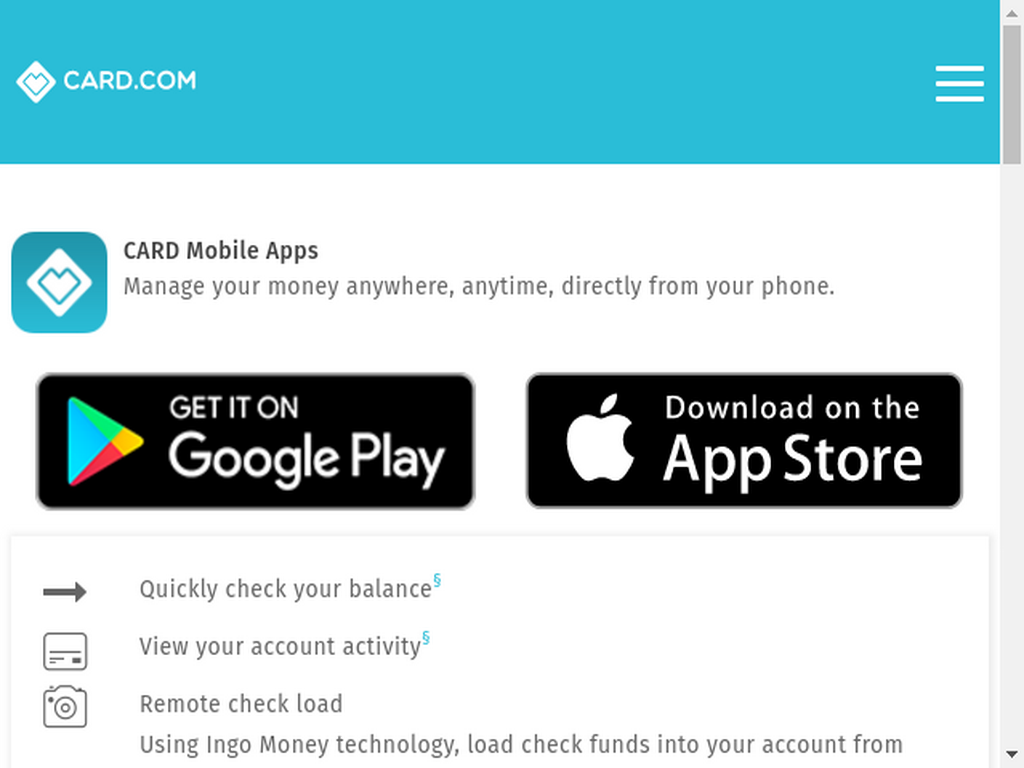 CARD.COM
CARD Mobile Apps
Manage your money anywhere, anytime, directly from your phone.
GET IT ON
Google Play
Download on the
App Store
Quickly check your balance§
View your account activity§
Remote check load
Using Ingo Money technology, load check funds into your account from